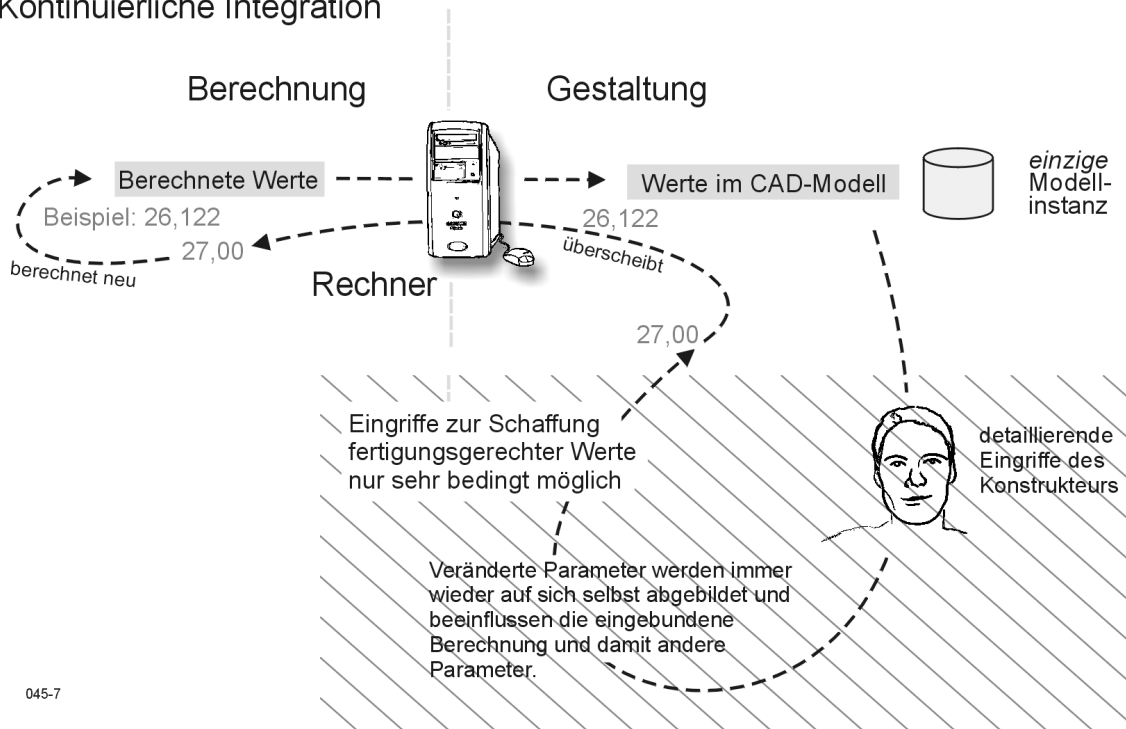 Kontinuierliche Integration
Berechnung
Gestaltung
Berechnete Werte
Werte im CAD-Modell
einzige
Modell-
instanz
Beispiel: 26,122
27,00
berechnet neu
26,122
überscheibt
Rechner
27,00
Eingriffe zur Schaffung
fertigungsgerechter Werte
nur sehr bedingt möglich
detaillierende
Eingriffe des
Konstrukteurs
Veränderte Parameter werden immer
wieder auf sich selbst abgebildet und
beeinflussen die eingebundene
Berechnung und damit andere
Parameter.
045-7